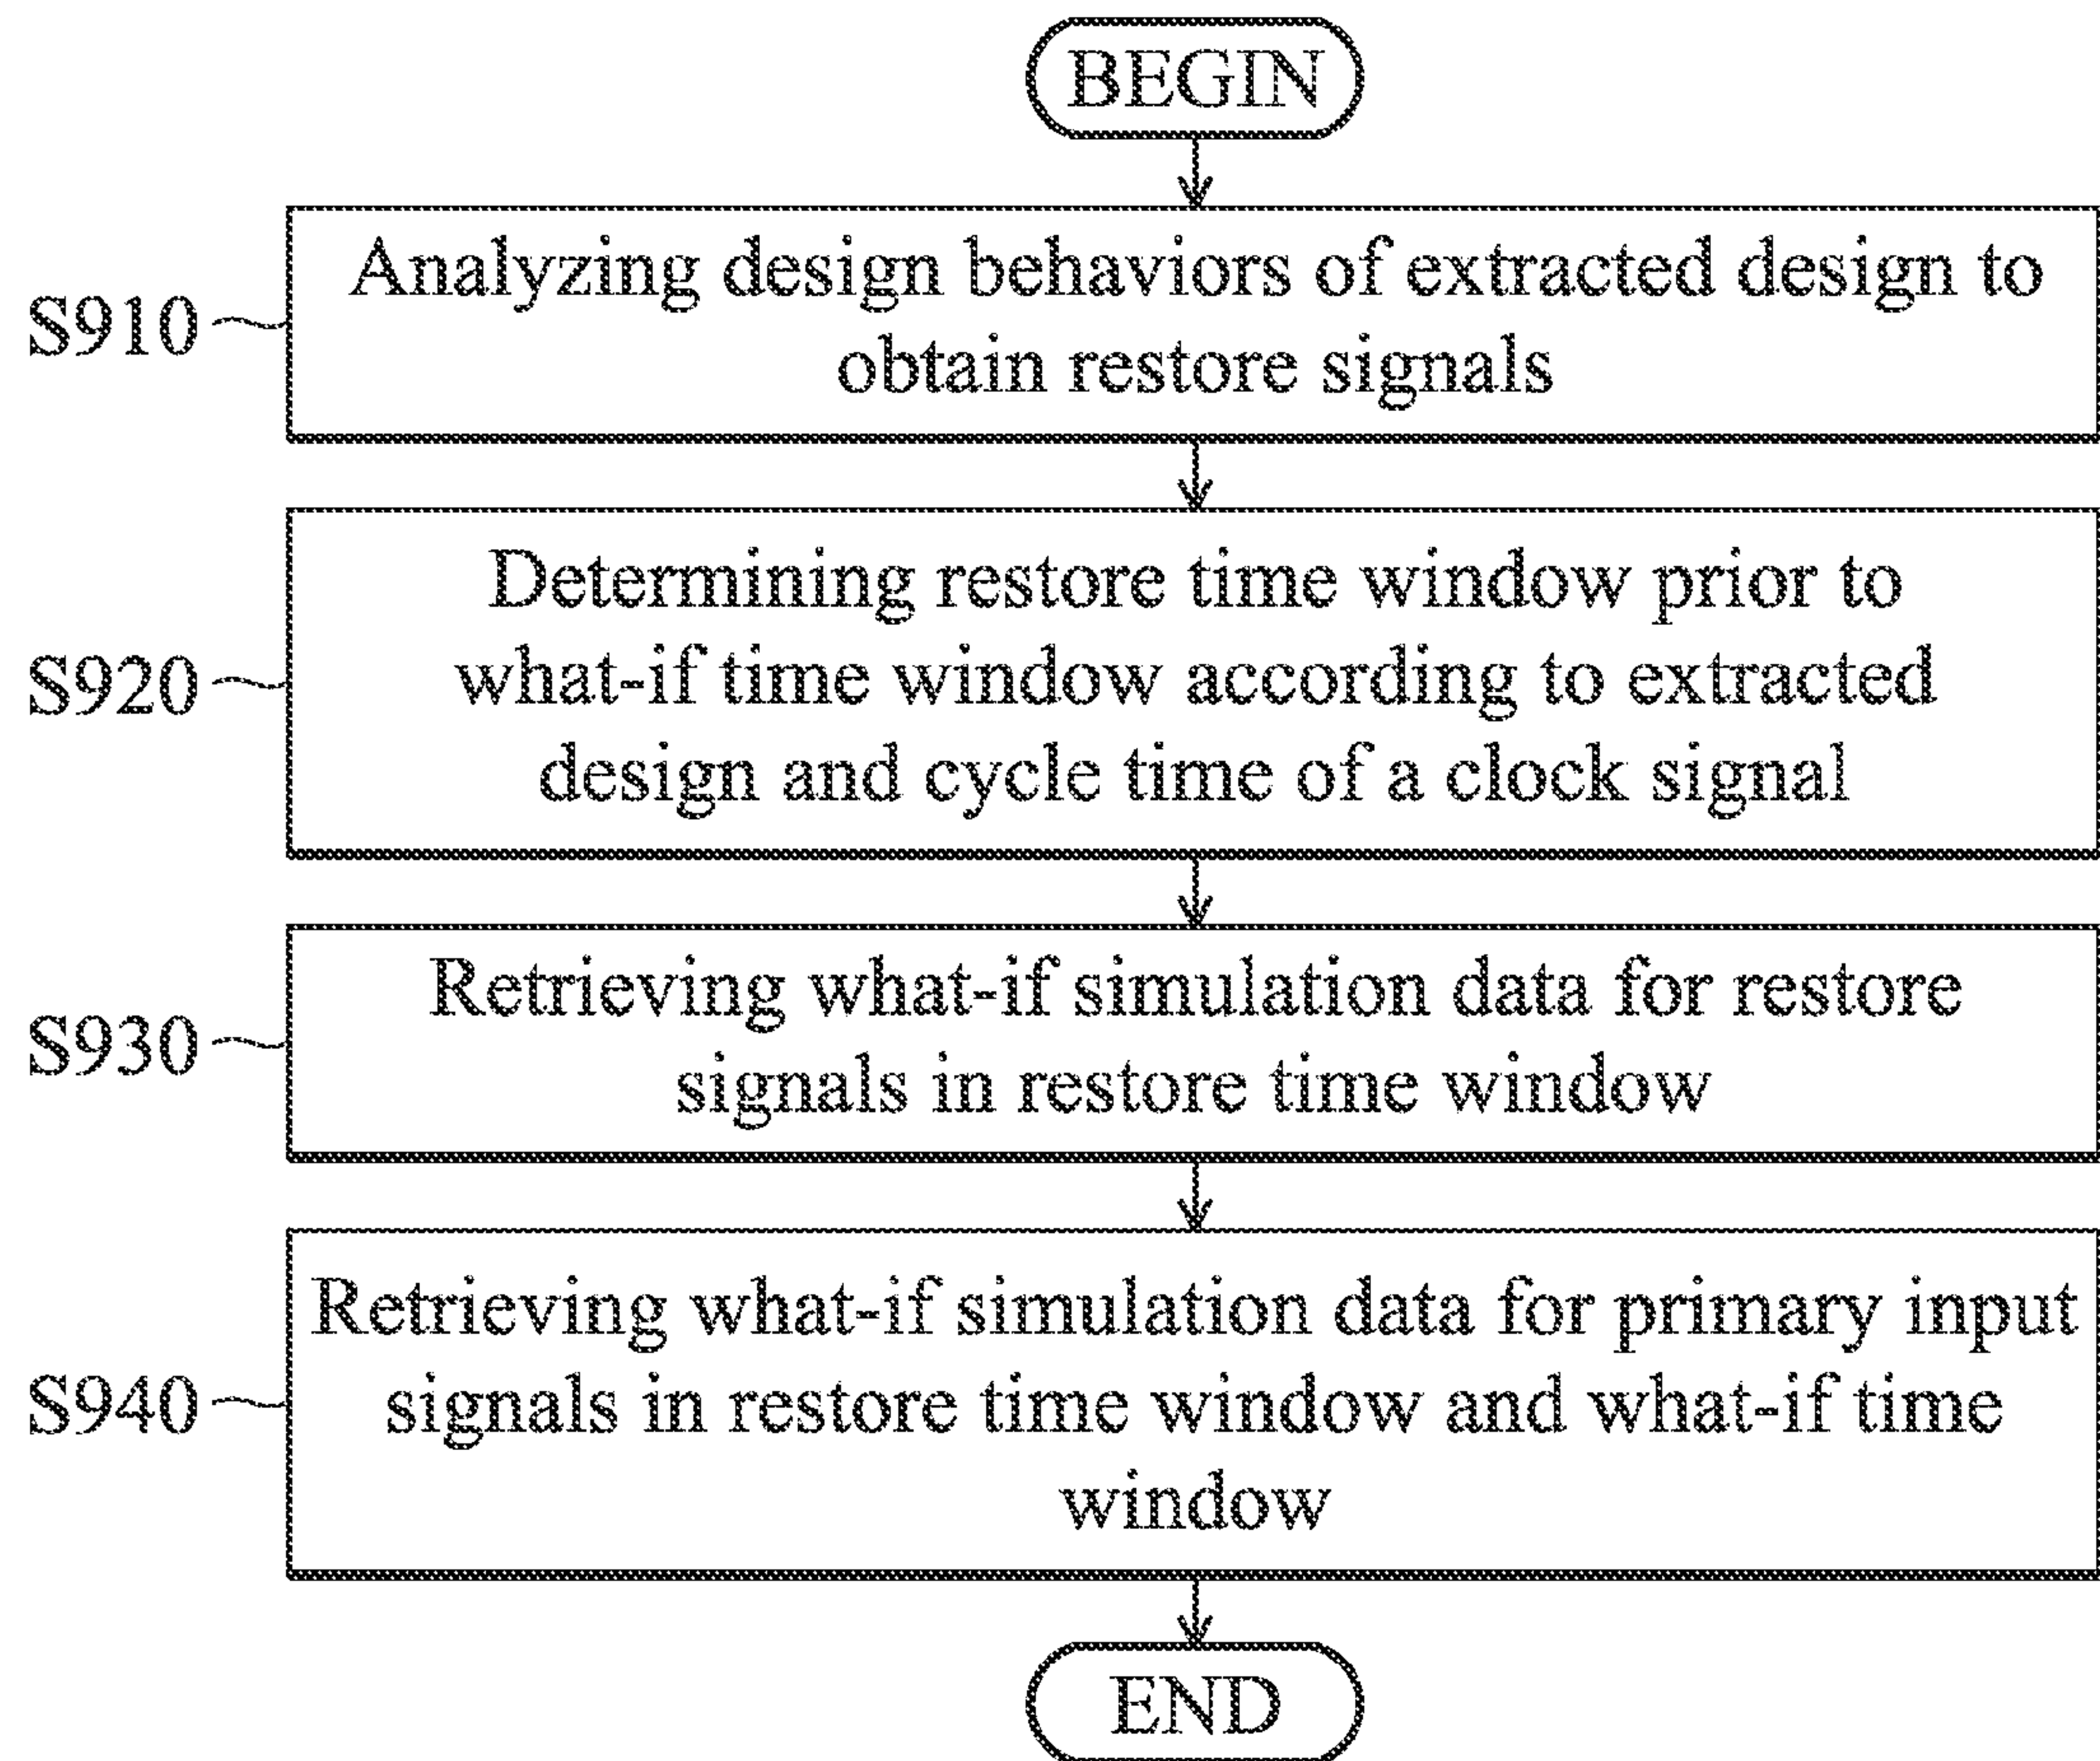 BEGIN
S910
Analyzing design behaviors of extracted design to
obtain restore signals
S920
Determining restore time window prior to
what-if time window according to extracted
design and cycle time of a clock signal
S930
Retrieving what-if simulation data for restore
signals in restore time window
S940
Retrieving what-if simulation data for primary input
signals in restore time window and what-if time
window
END